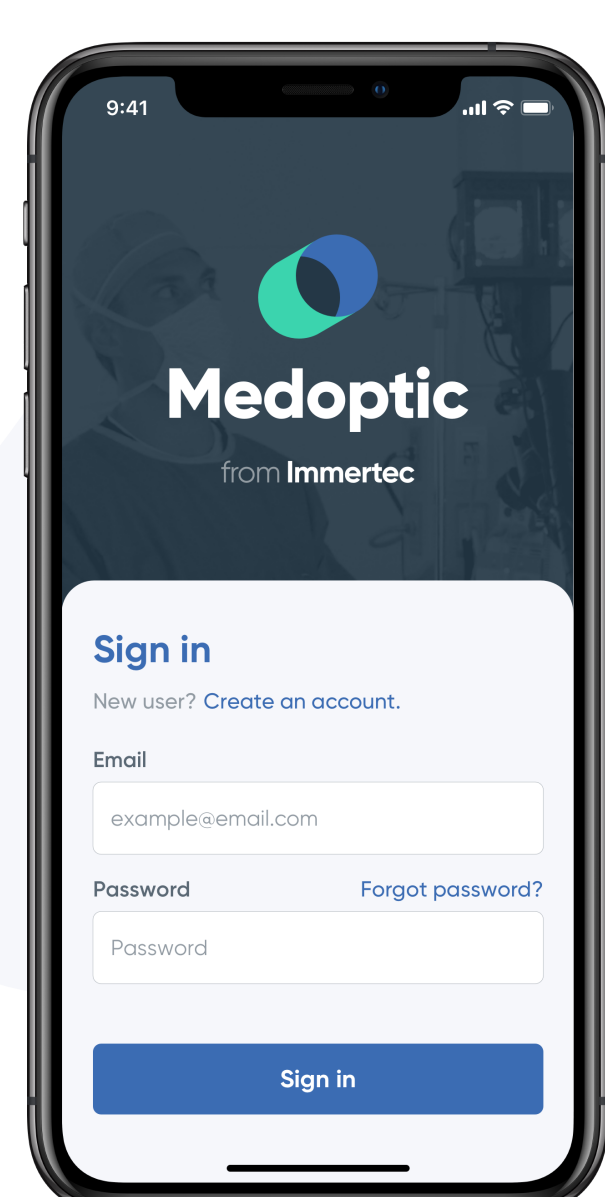 9:41
Medoptic
from Immertec
Sign in
New user? Create an account.
Email
example@email.com
Password Forgot password?
Password
Sign in